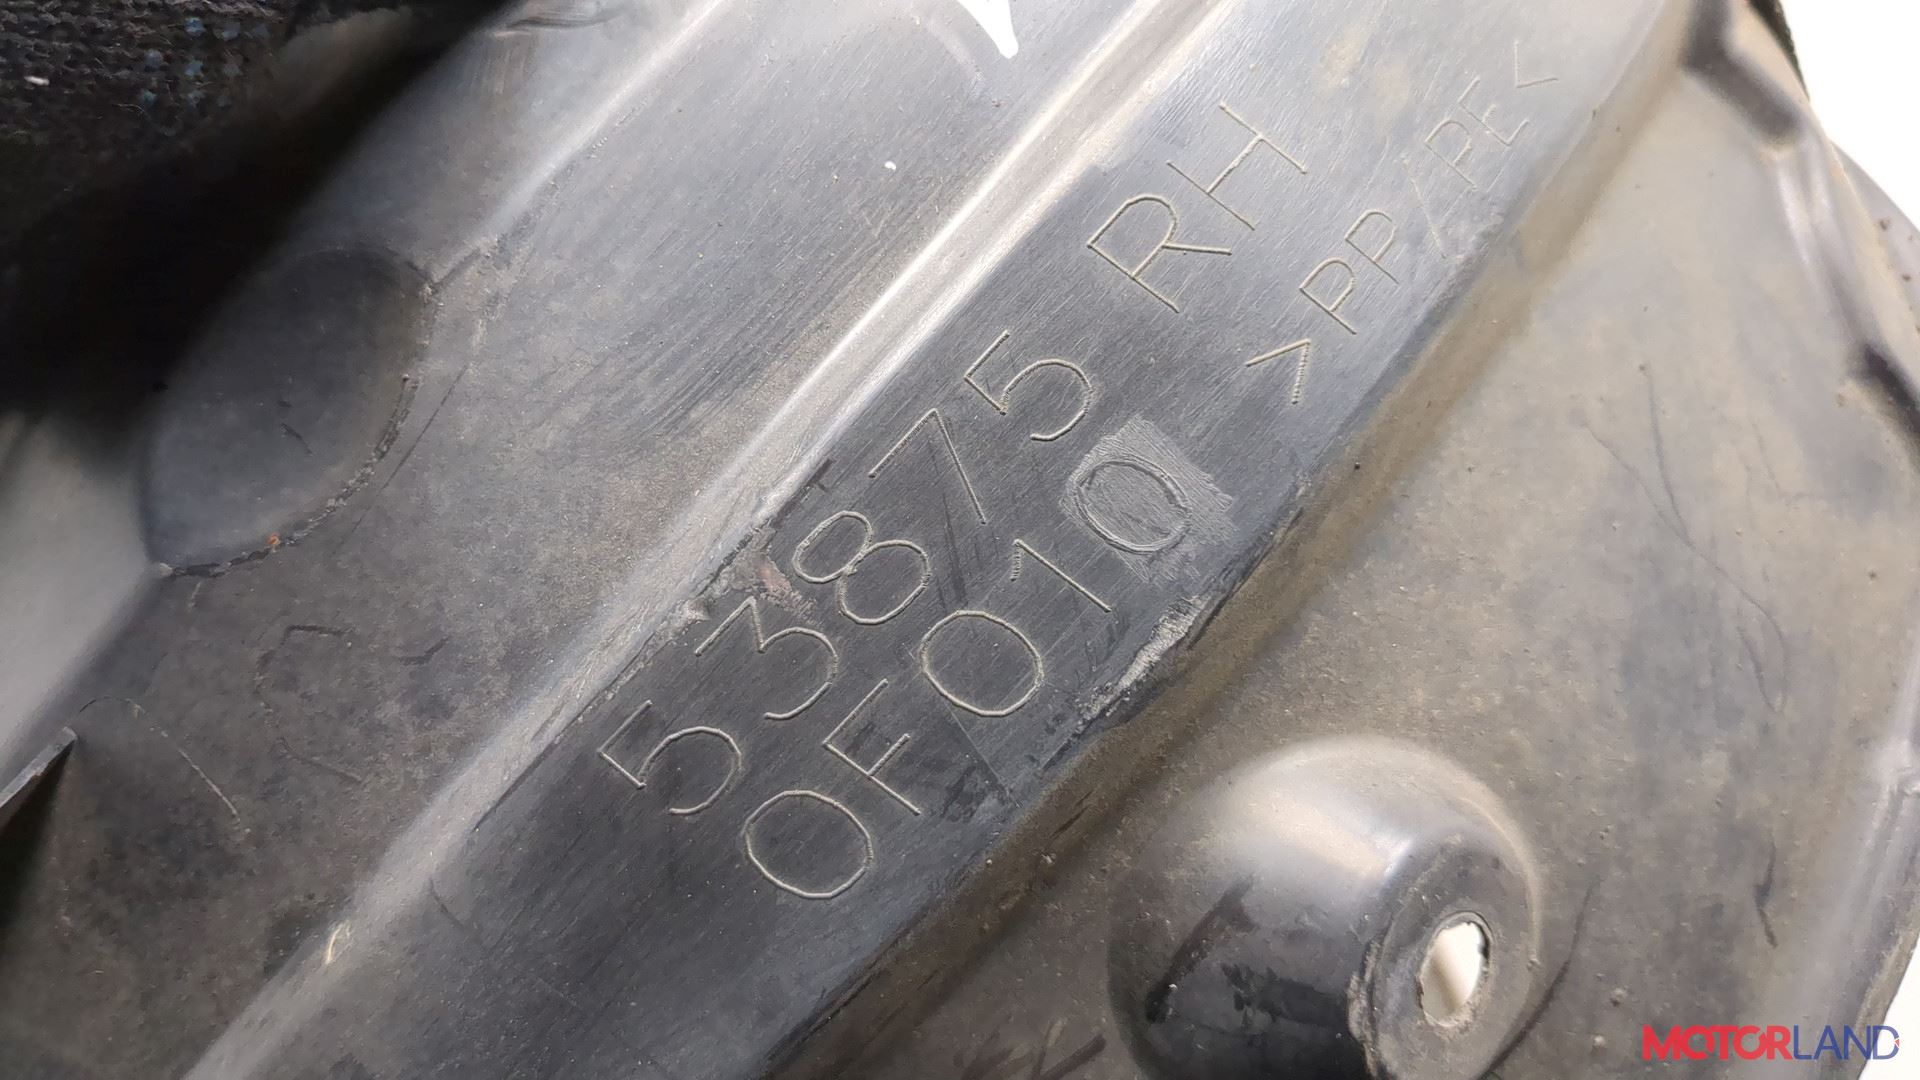 53875 RH
0F010
>PP/PE<
MOTORLAND